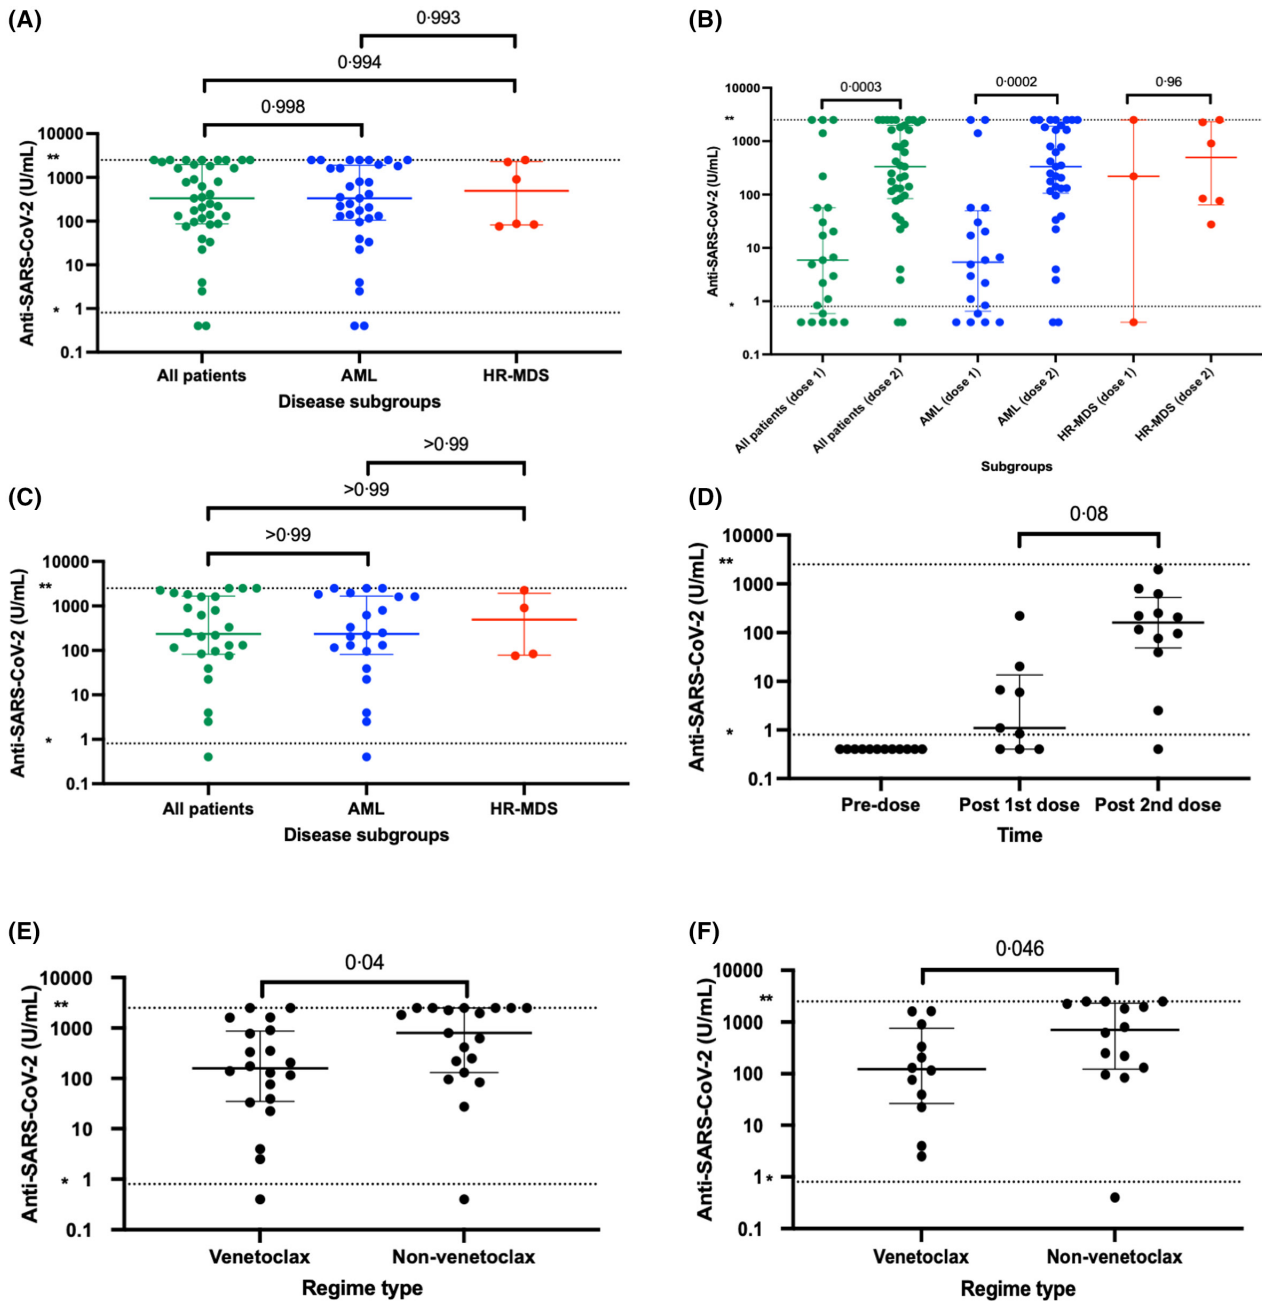 (A)
0·993
0·994
0·998
10000
**
1000
100
10
1
*
0.1
Anti-SARS-CoV-2 (U/mL)
All patients
AML
HR-MDS
Disease subgroups
(B)
0·0003
0·0002
0·96
10000
**
1000
100
10
1
*
0.1
Anti-SARS-CoV-2 (U/mL)
All patients (dose 1)
All patients (dose 2)
AML (dose 1)
AML (dose 2)
HR-MDS (dose 1)
HR-MDS (dose 2)
Subgroups
(C)
>0·99
>0·99
>0·99
10000
**
1000
100
10
1
*
0.1
Anti-SARS-CoV-2 (U/mL)
All patients
AML
HR-MDS
Disease subgroups
(D)
0·08
10000
**
1000
100
10
1
*
0.1
Anti-SARS-CoV-2 (U/mL)
Pre-dose
Post 1st dose
Post 2nd dose
Time
(E)
0·04
10000
**
1000
100
10
1
*
0.1
Anti-SARS-CoV-2 (U/mL)
Venetoclax
Non-venetoclax
Regime type
(F)
0·046
10000
**
1000
100
10
1
*
0.1
Anti-SARS-CoV-2 (U/mL)
Venetoclax
Non-venetoclax
Regime type